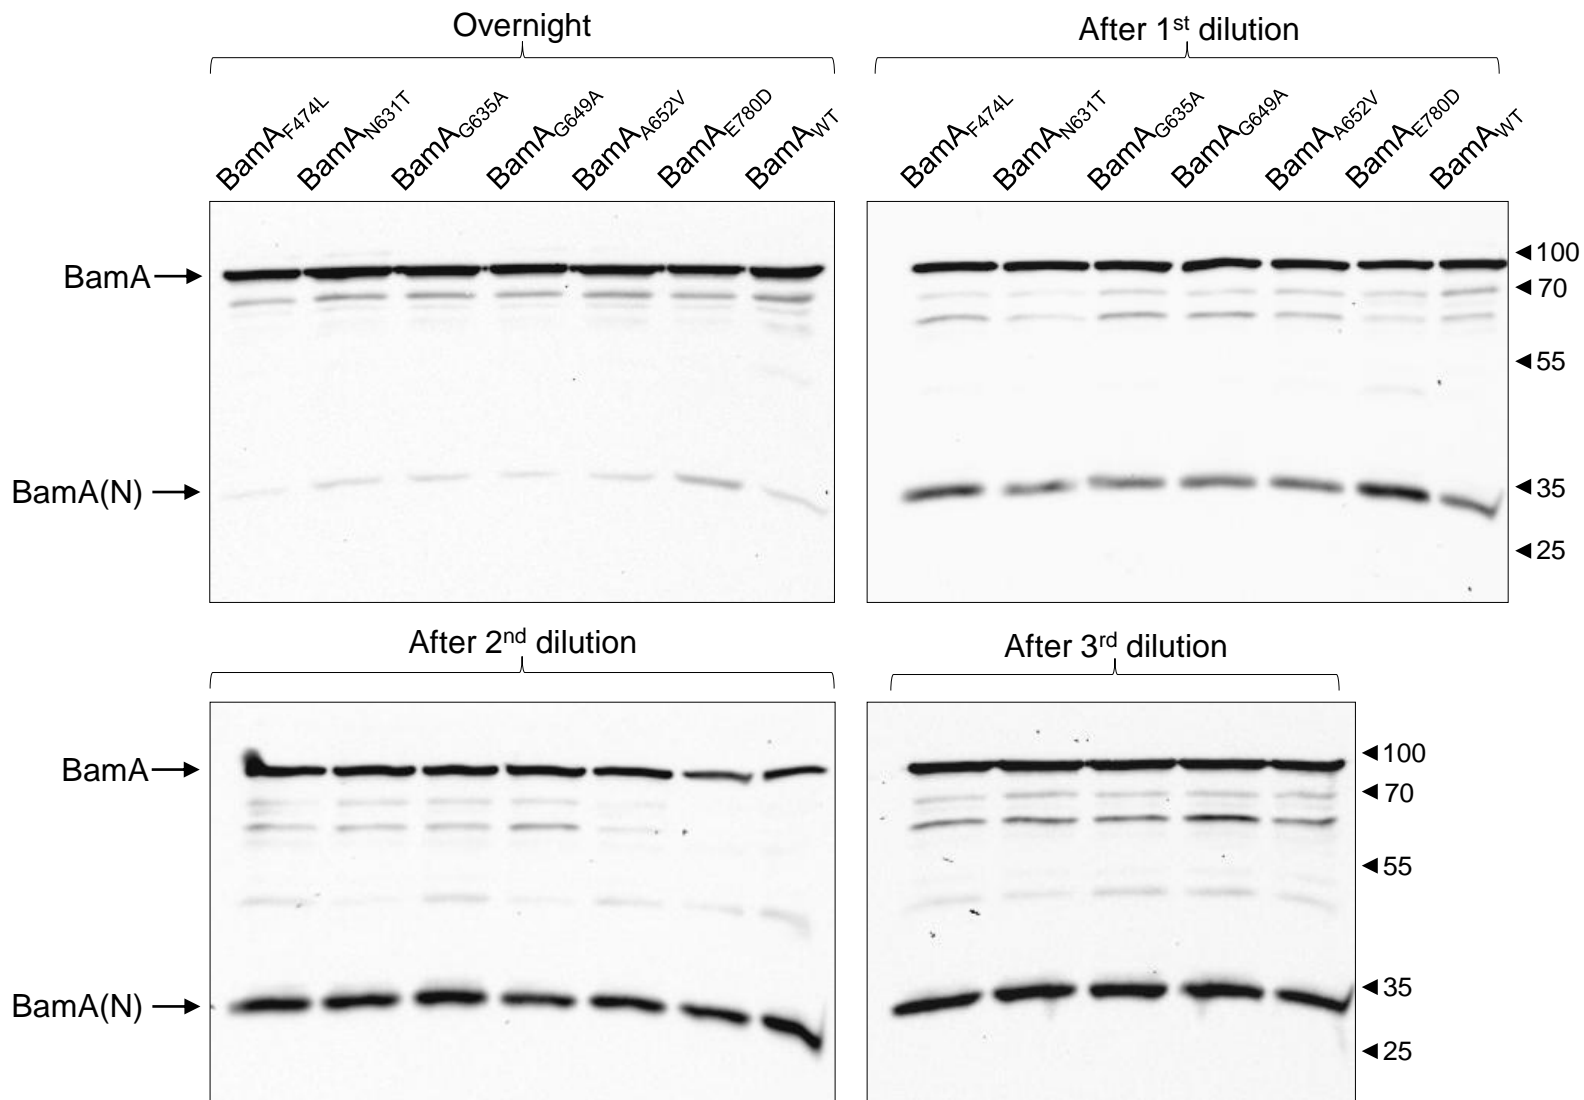 Overnight
After 1st dilution
BamAF474L
BamAN631T
BamAG635A
BamAG649A
BamAA652V
BamAE780D
BamAWT
BamAF474L
BamAN631T
BamAG635A
BamAG649A
BamAA652V
BamAE780D
BamAWT
BamA
BamA(N)
100
70
55
35
25
After 2nd dilution
After 3rd dilution
BamA
BamA(N)
100
70
55
35
25